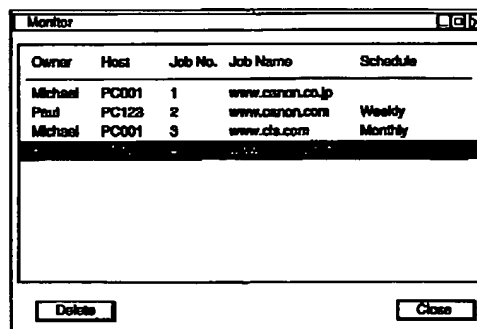 Monitor
Owner Host Job No. Job Name Schedule
Michael PC001 1 www.canon.co.jp
Paul PC123 2 www.canon.com Weekly
Michael PC001 3 www.cts.com Monthly
Delete Close